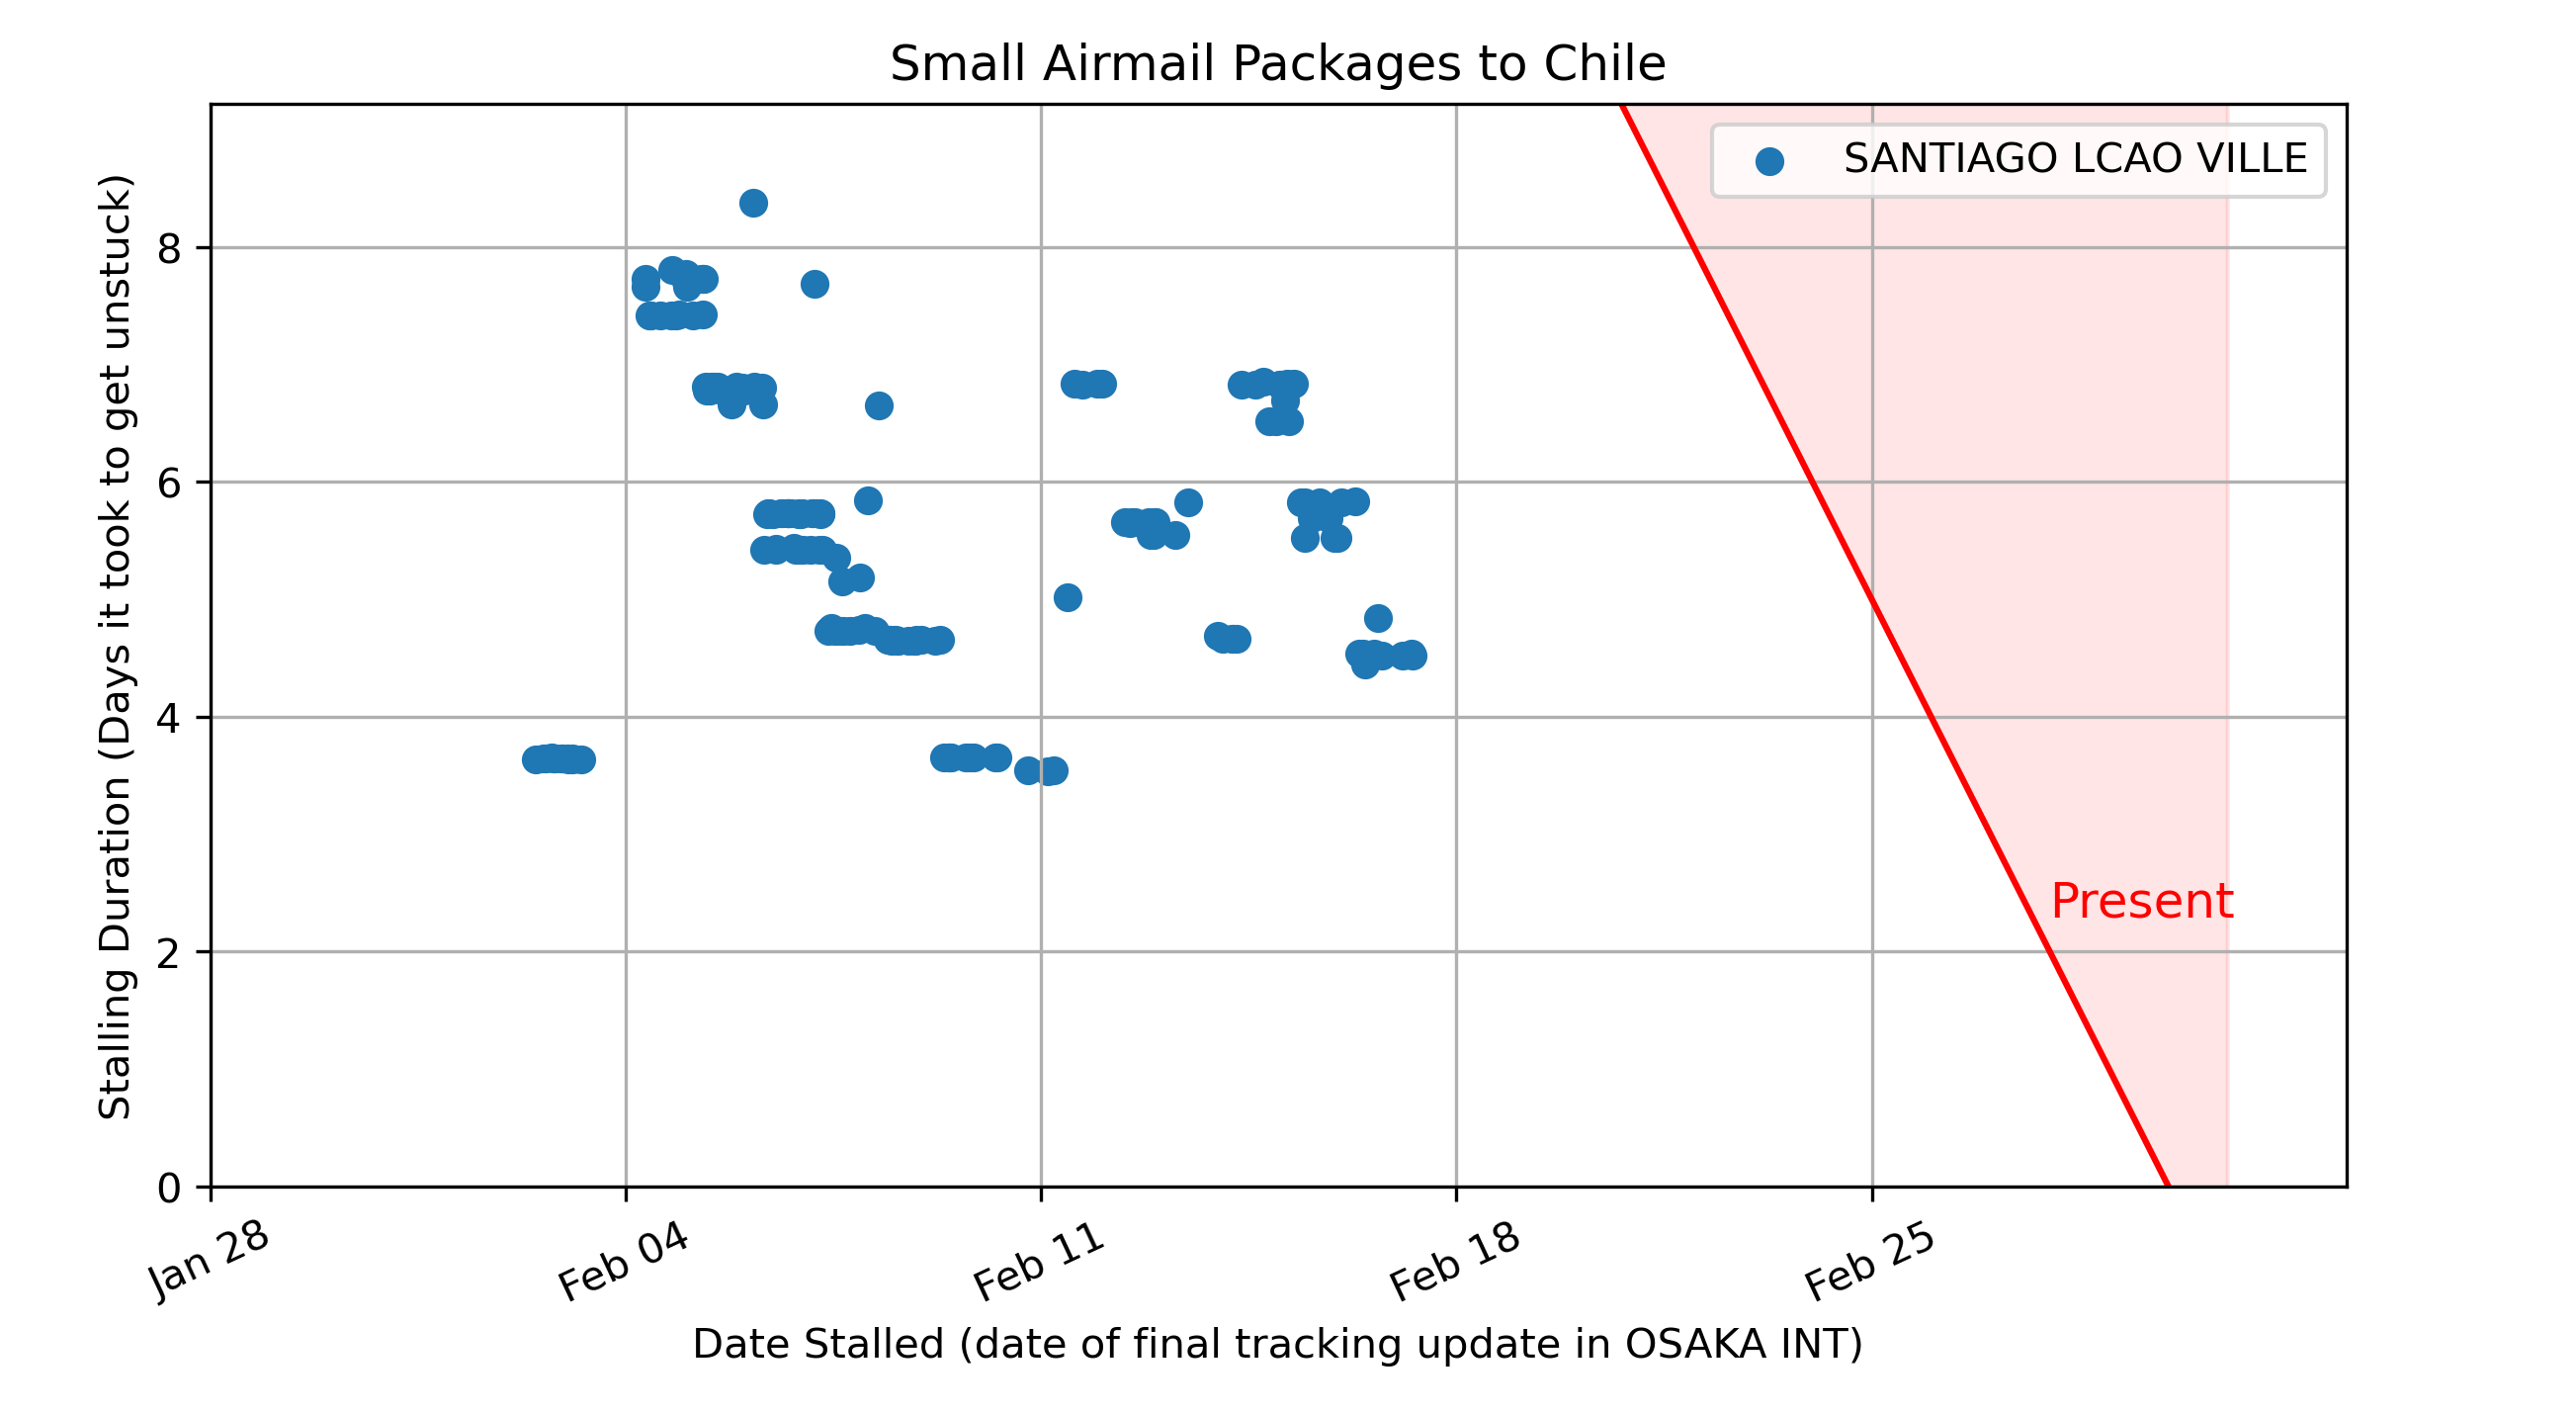 Small Airmail Packages to Chile
SANTIAGO LCAO VILLE
Stalling Duration (Days it took to get unstuck)
8
6
4
2
0
Present
Jan 28
Feb 04
Feb 11
Feb 18
Feb 25
Date Stalled (date of final tracking update in OSAKA INT)